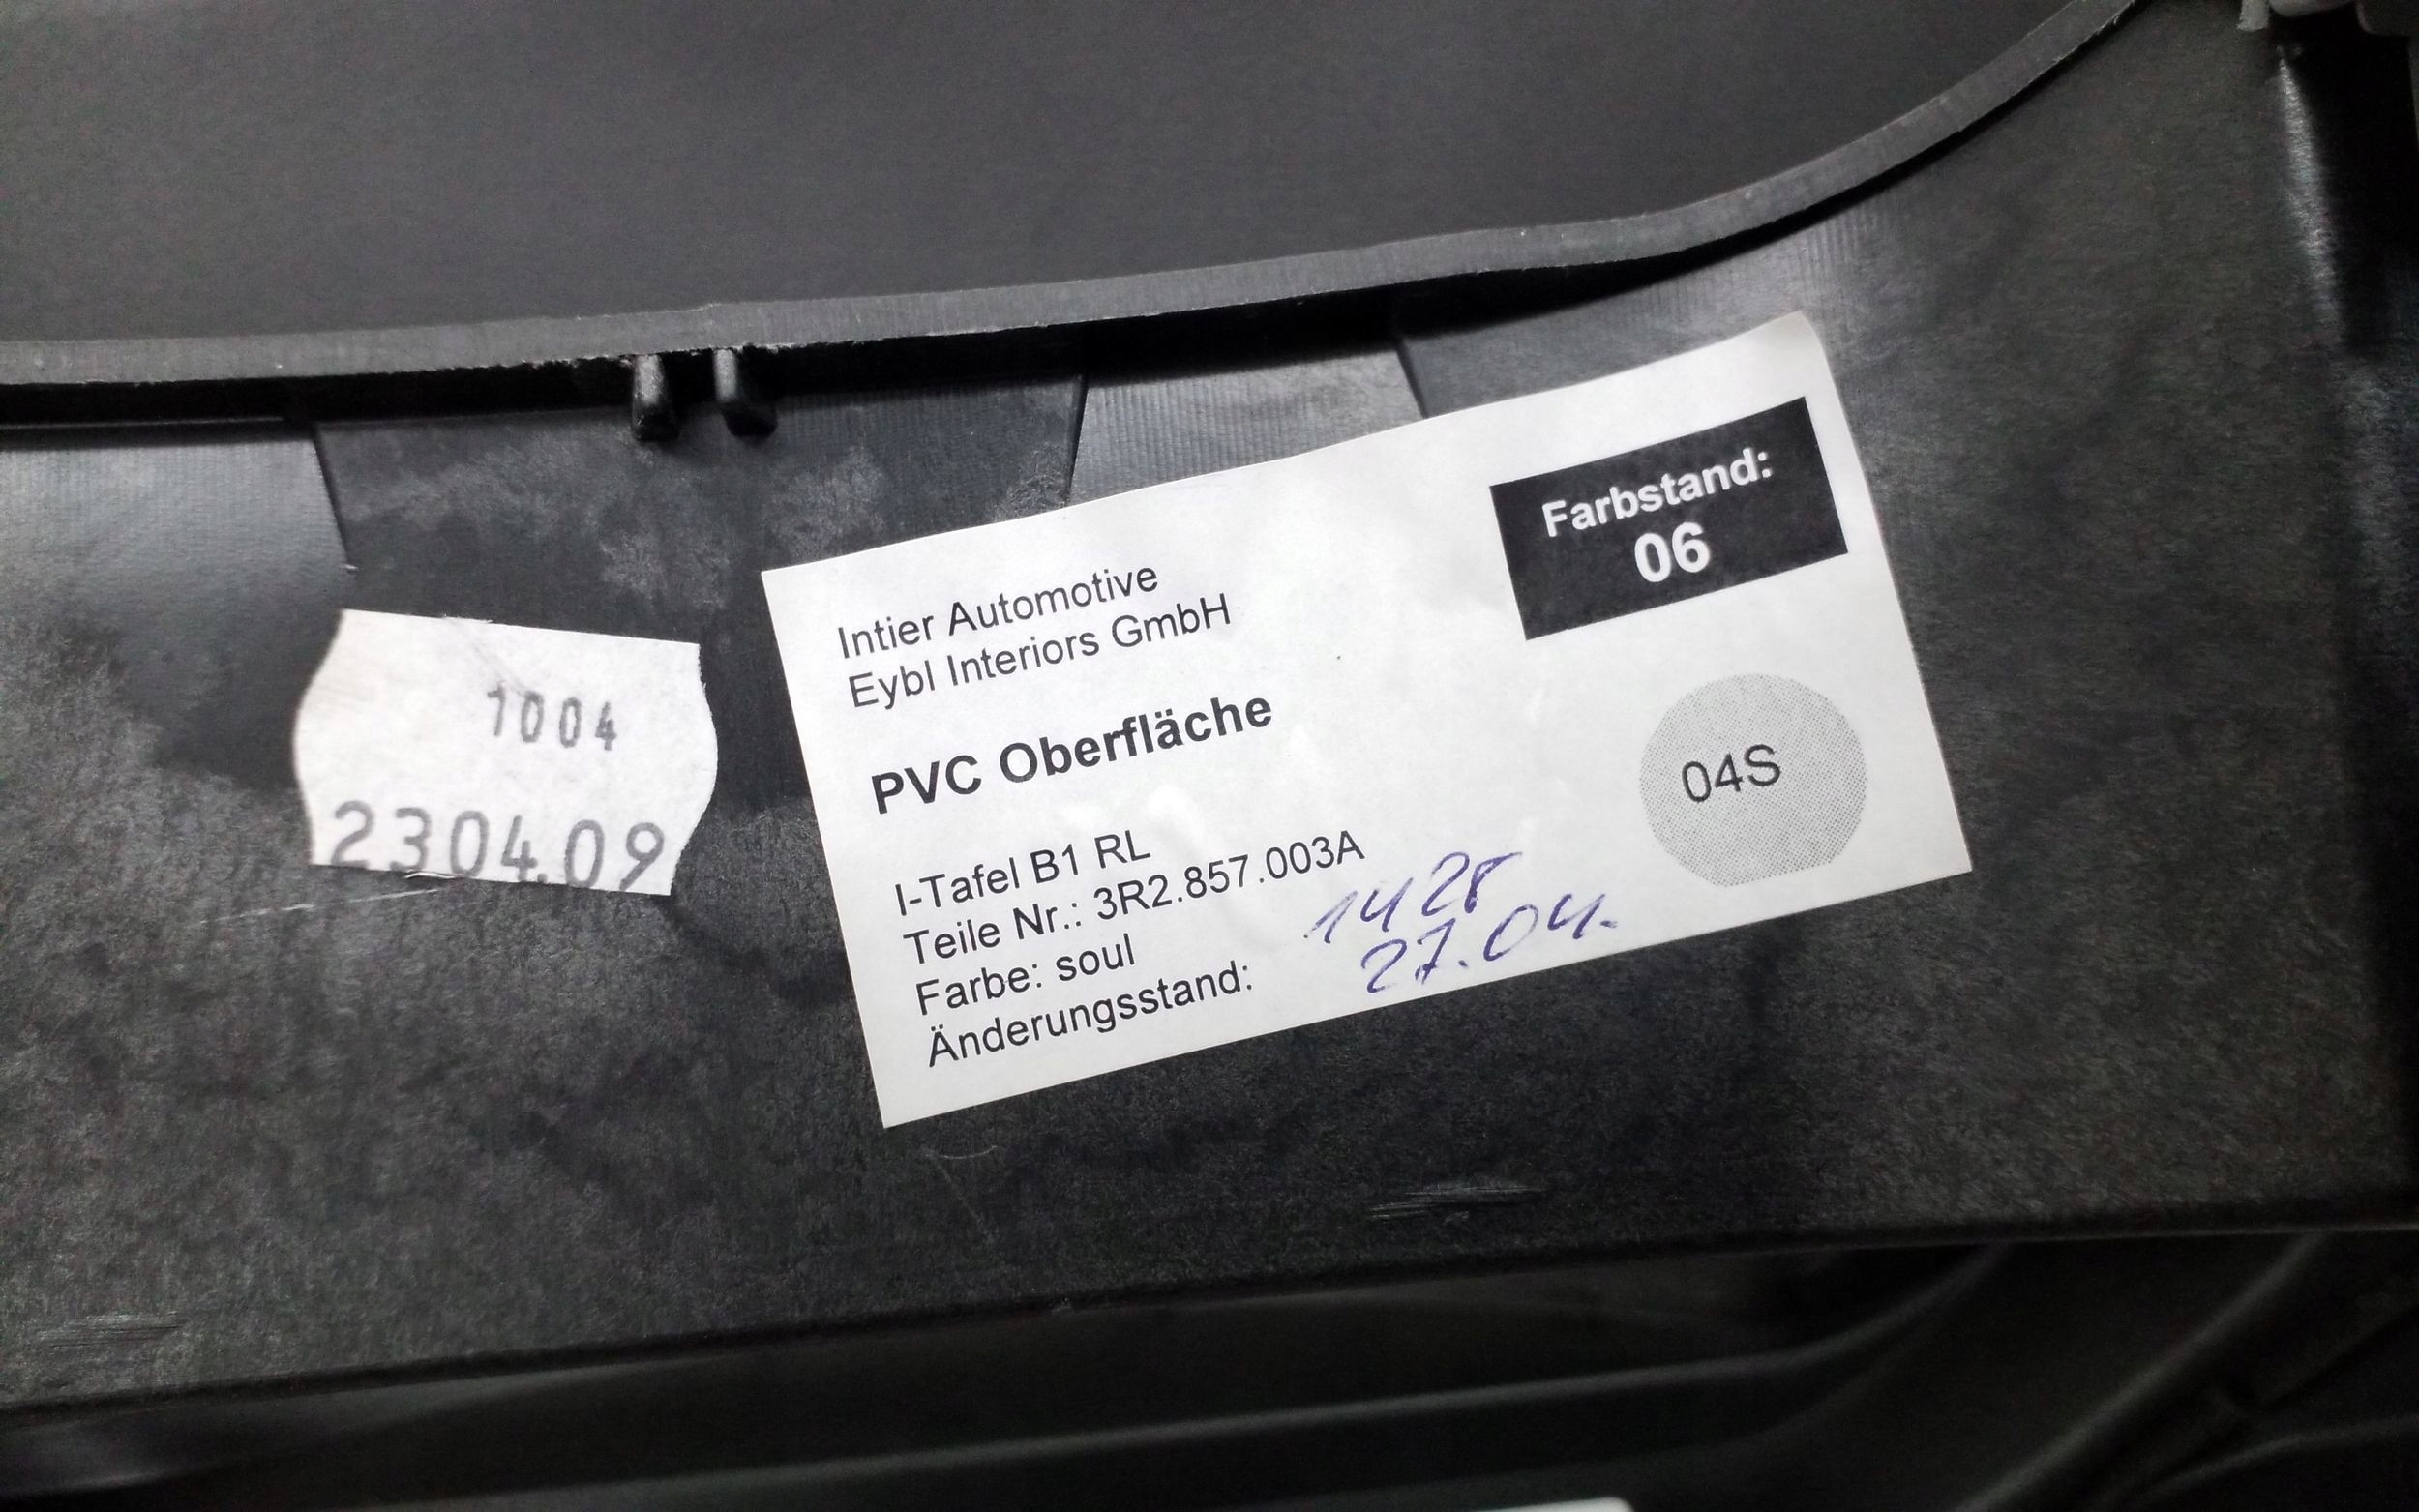 1004
2304.09
Intier Automotive
Eybl Interiors GmbH
Farbstand:
06
PVC Oberfläche
04S
I-Tafel B1 RL
Teile Nr.: 3R2.857.003A
Farbe: soul
Änderungsstand:
1428
27.04.